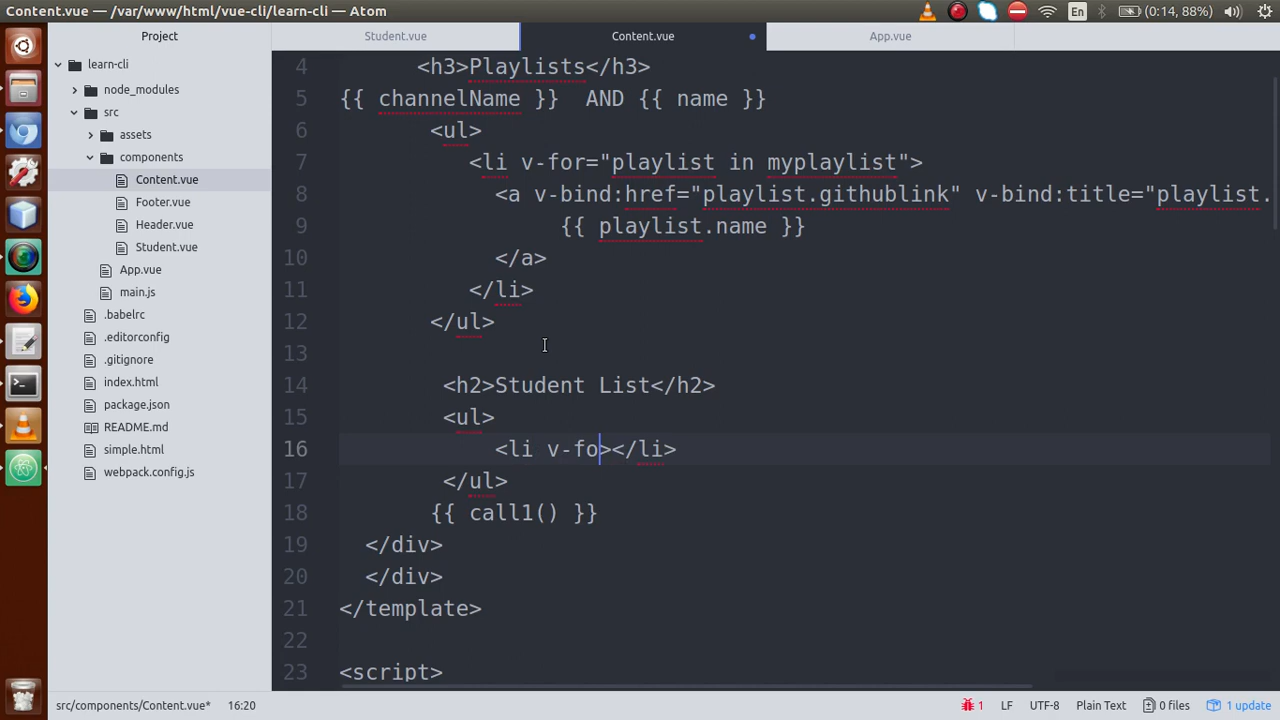 Content.vue — /var/www/html/vue-cli/learn-cli — Atom
En
(0:14, 88%)
Project
Student.vue
Content.vue
App.vue
learn-cli
node_modules
src
assets
components
Content.vue
Footer.vue
Header.vue
Student.vue
App.vue
main.js
.babelrc
.editorconfig
.gitignore
index.html
package.json
README.md
simple.html
webpack.config.js
4 <h3>Playlists</h3>
5 {{ channelName }}  AND {{ name }}
6 <ul>
7 <li v-for="playlist in myplaylist">
8 <a v-bind:href="playlist.githublink" v-bind:title="playlist.
9 {{ playlist.name }}
10 </a>
11 </li>
12 </ul>
13
14 <h2>Student List</h2>
15 <ul>
16 <li v-fo></li>
17 </ul>
18 {{ call1() }}
19 </div>
20 </div>
21 </template>
22
23 <script>
src/components/Content.vue* 16:20
1 LF UTF-8 Plain Text 0 files 1 update